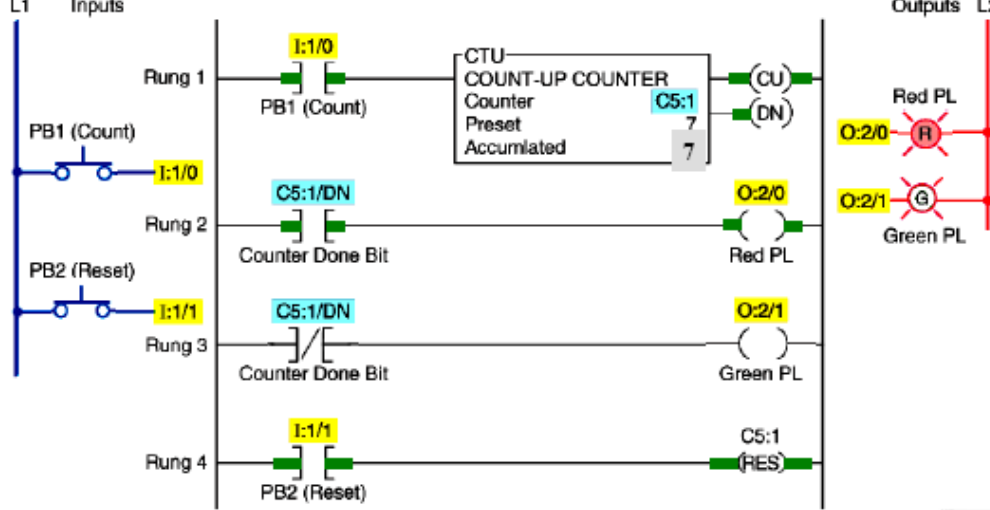 L1 Inputs Outputs L2
I:1/0
CTU
Rung 1
COUNT-UP COUNTER
CU
PB1 (Count)
Counter C5:1
DN
Preset 7
Accumlated 7
Red PL
O:2/0 R
PB1 (Count)
I:1/0
C5:1/DN
O:2/0
O:2/1 G
Rung 2
Green PL
Counter Done Bit
Red PL
PB2 (Reset)
I:1/1
C5:1/DN
O:2/1
Rung 3
Counter Done Bit
Green PL
I:1/1
C5:1
Rung 4
RES
PB2 (Reset)